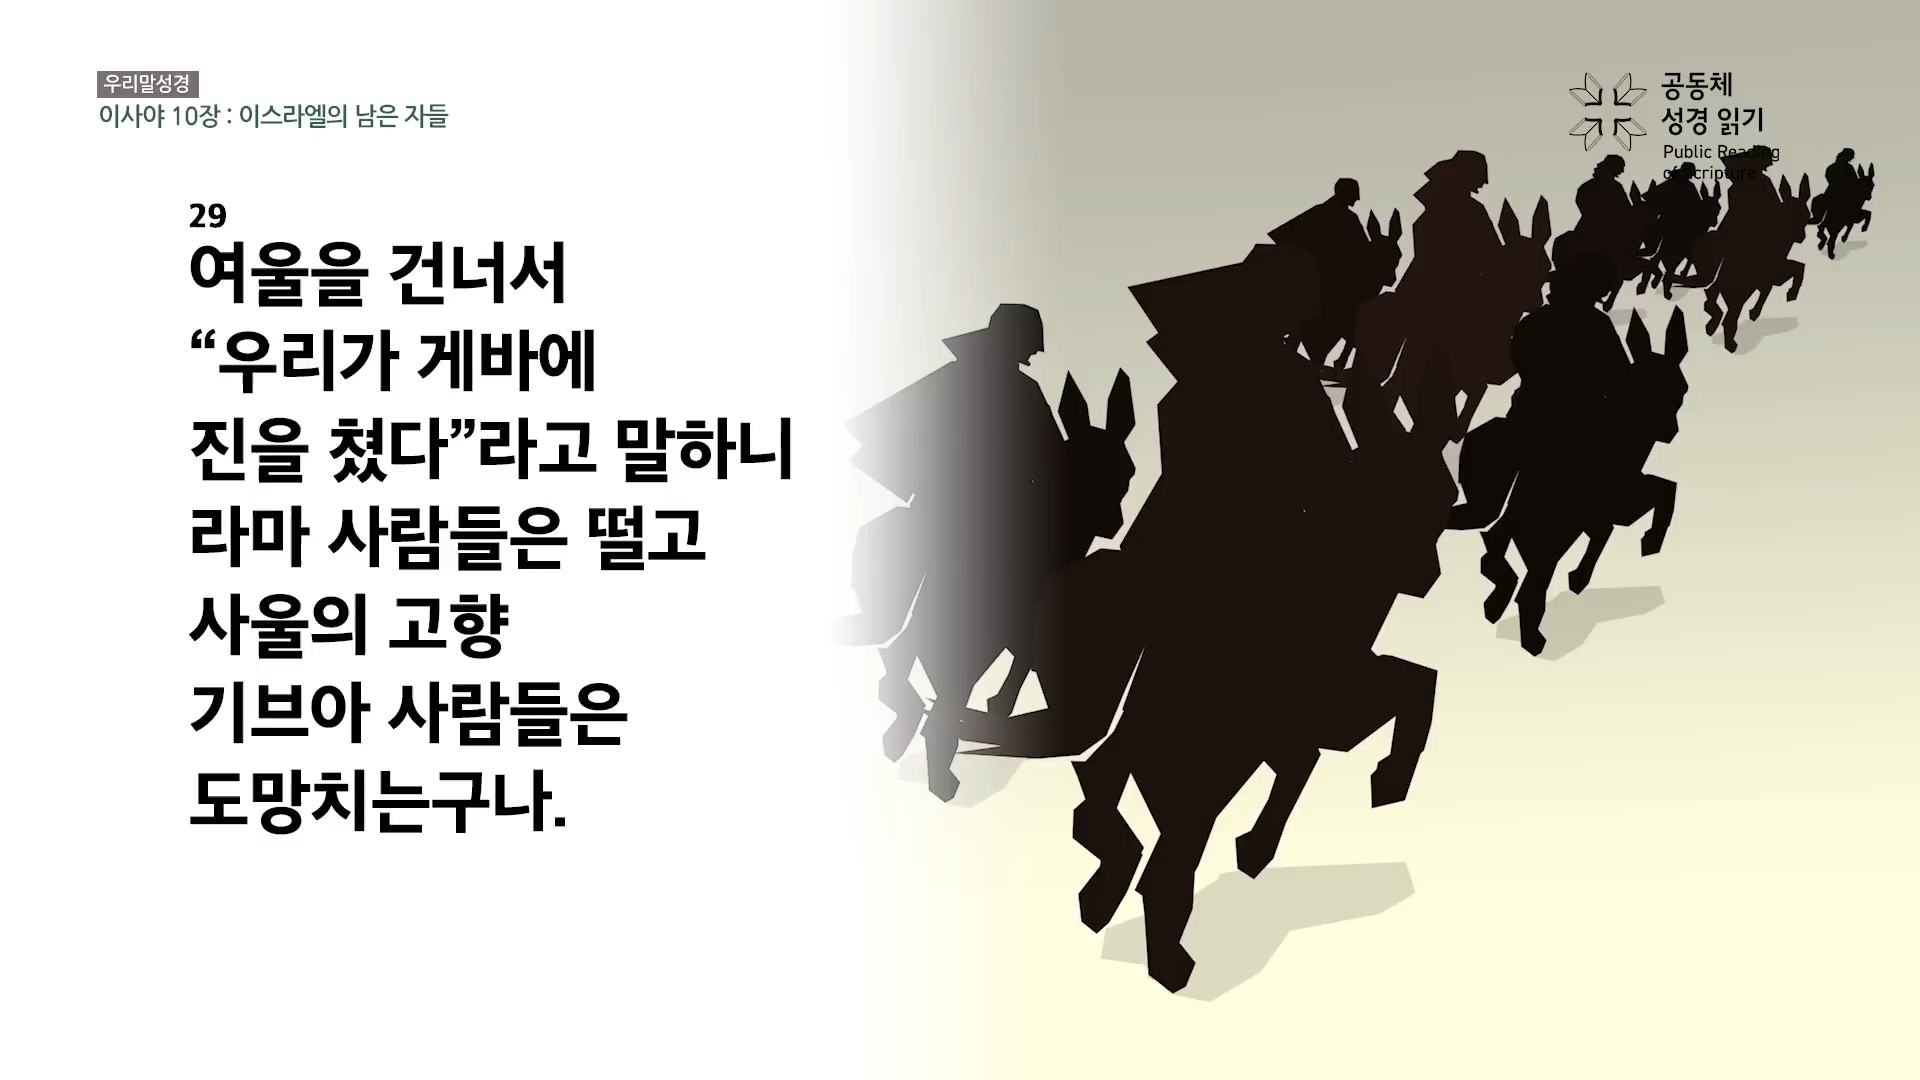 우리말성경
이사야 10장 : 이스라엘의 남은 자들
공동체
성경 읽기
Public Reading
of Scripture
29
여울을 건너서
“우리가 게바에
진을 쳤다”라고 말하니
라마 사람들은 떨고
사울의 고향
기브아 사람들은
도망치는구나.